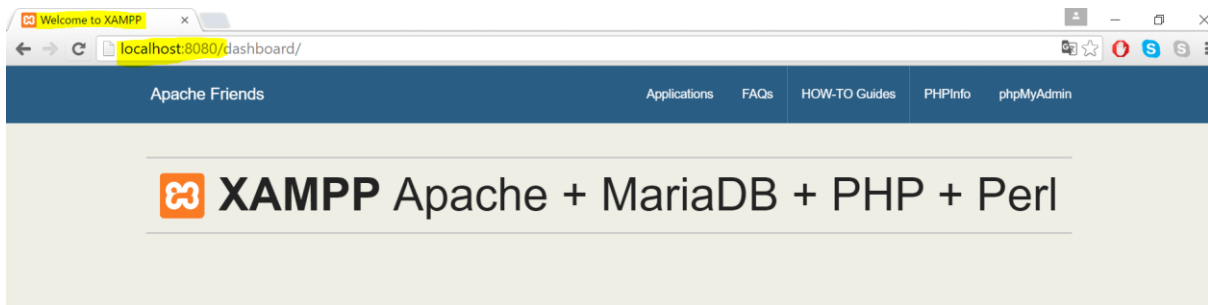 Welcome to XAMPP
localhost:8080/dashboard/
Apache Friends
Applications FAQs HOW-TO Guides PHPInfo phpMyAdmin
XAMPP Apache + MariaDB + PHP + Perl